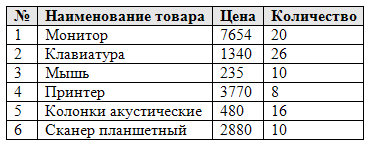 № Наименование товара Цена Количество
1 Монитор 7654 20
2 Клавиатура 1340 26
3 Мышь 235 10
4 Принтер 3770 8
5 Колонки акустические 480 16
6 Сканер планшетный 2880 10